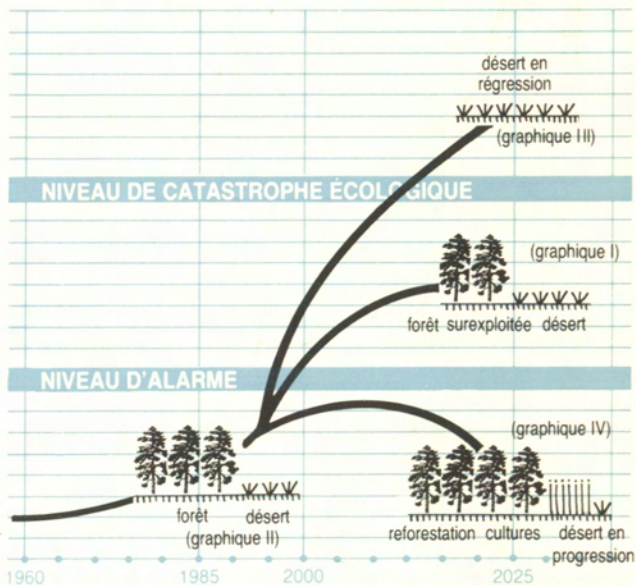 désert en
régression
(graphique III)
NIVEAU DE CATASTROPHE ÉCOLOGIQUE
(graphique I)
forêt surexploitée désert
NIVEAU D'ALARME
(graphique IV)
forêt désert
(graphique II)
reforestation cultures désert en
progression
1960 1985 2000 2025